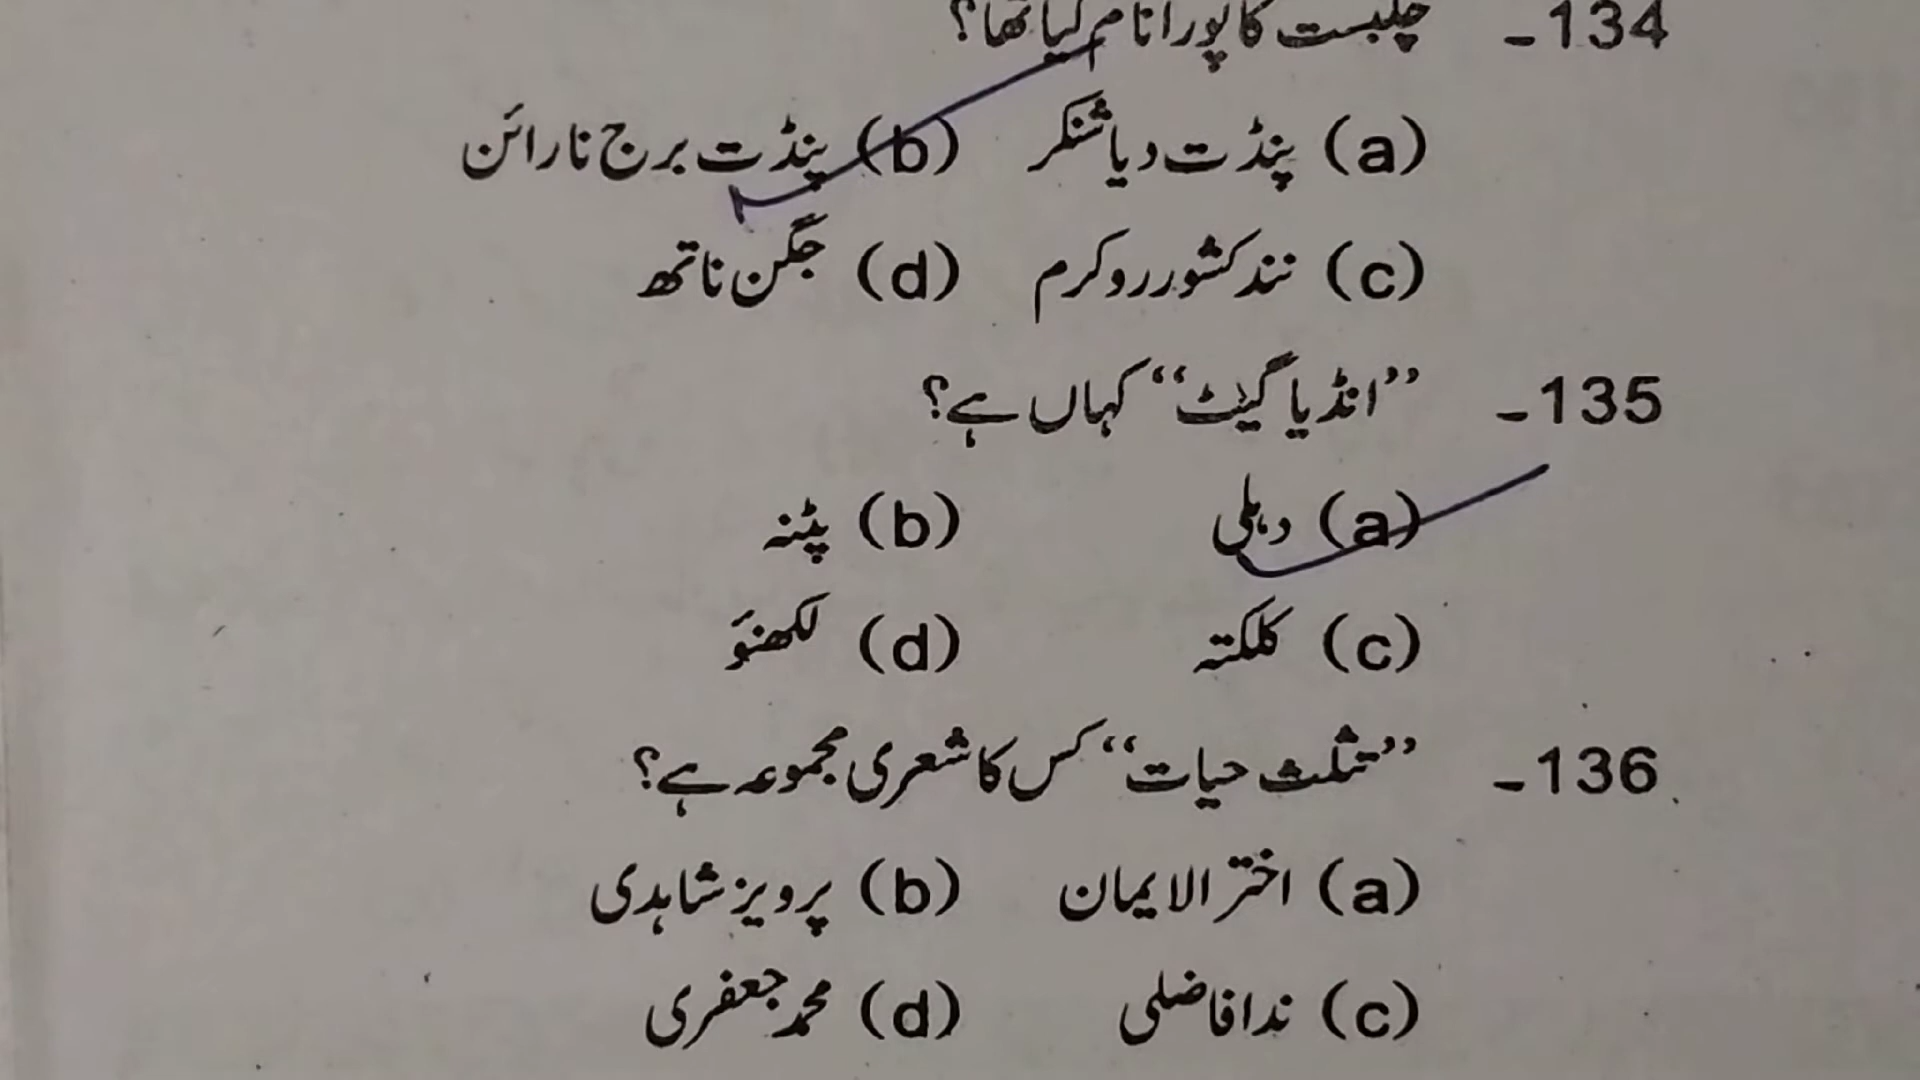 134۔ چکبست کا پورا نام کیا تھا؟
(a) پنڈت دیا شنکر (b) پنڈت برج نارائن
(c) نند کشور روکرم (d) جگن ناتھ
135۔ ”انڈیا گیٹ“ کہاں ہے؟
(a) دہلی (b) پٹنہ
(c) کلکتہ (d) لکھنؤ
136۔ ”تثلیث حیات“ کس کا شعری مجموعہ ہے؟
(a) اختر الایمان (b) پرویز شاہدی
(c) ندا فاضلی (d) محمد جعفری